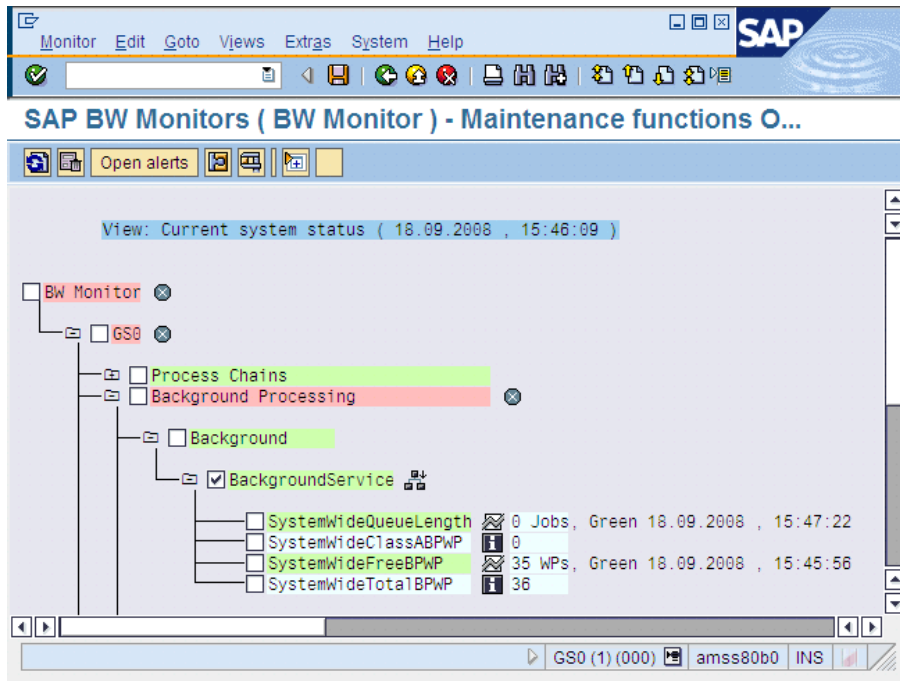 Monitor Edit Goto Views Extras System Help
SAP
SAP BW Monitors ( BW Monitor ) - Maintenance functions O...
Open alerts
View: Current system status ( 18.09.2008 , 15:46:09 )
BW Monitor
GS0
Process Chains
Background Processing
Background
BackgroundService
SystemWideQueueLength 0 Jobs, Green 18.09.2008 , 15:47:22
SystemWideClassABPWP 0
SystemWideFreeBPWP 35 WPs, Green 18.09.2008 , 15:45:56
SystemWideTotalBPWP 36
GS0 (1) (000) amss80b0 INS